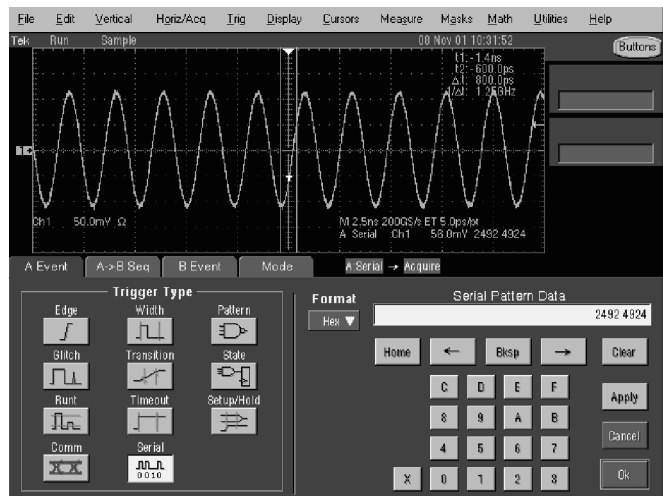 File Edit Vertical Horiz/Acq Trig Display Cursors Measure Masks Math Utilities Help
Tek Run Sample 08 Nov 01 10:31:52
Buttons
t1: -1.4ns
t2: -600.0ps
Δt: 800.0ps
1/Δt: 1.25GHz
1
Ch1 50.0mV Ω M 2.5ns 200GS/s ET 5.0ps/pt
A Serial Ch1 56.0mV 2492 4924
A Event A->B Seq B Event Mode A:Serial → Acquire
Trigger Type
Edge Width Pattern
Glitch Transition State
Runt Timeout Setup/Hold
Comm Serial
0 0 1 0
Format
Hex
Serial Pattern Data
2492 4924
Home ← Bksp → Clear
C D E F
Apply
8 9 A B
Cancel
4 5 6 7
X 0 1 2 3
Ok